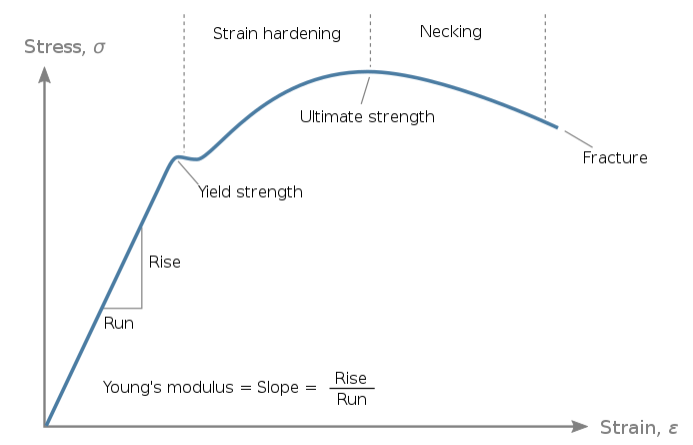 Strain hardening
Necking
Stress, σ
Ultimate strength
Fracture
Yield strength
Rise
Run
Young's modulus = Slope =
Rise
Run
Strain, ε